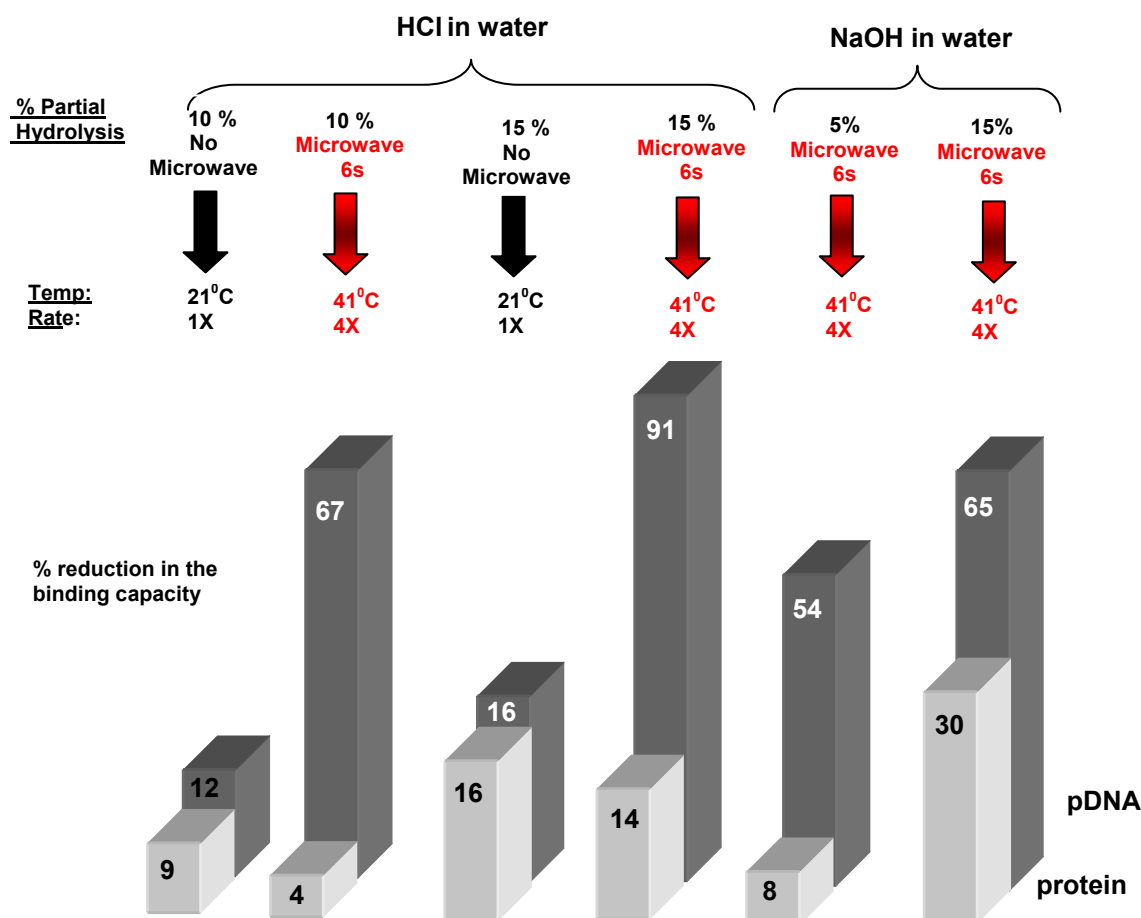 HCl in water
NaOH in water
% Partial
Hydrolysis
10 %
No
Microwave
10 %
Microwave
6s
15 %
No
Microwave
15 %
Microwave
6s
5%
Microwave
6s
15%
Microwave
6s
Temp:
Rate:
21⁰C
1X
41⁰C
4X
21⁰C
1X
41⁰C
4X
41⁰C
4X
41⁰C
4X
% reduction in the
binding capacity
12
67
16
91
54
65
pDNA
9
4
16
14
8
30
protein